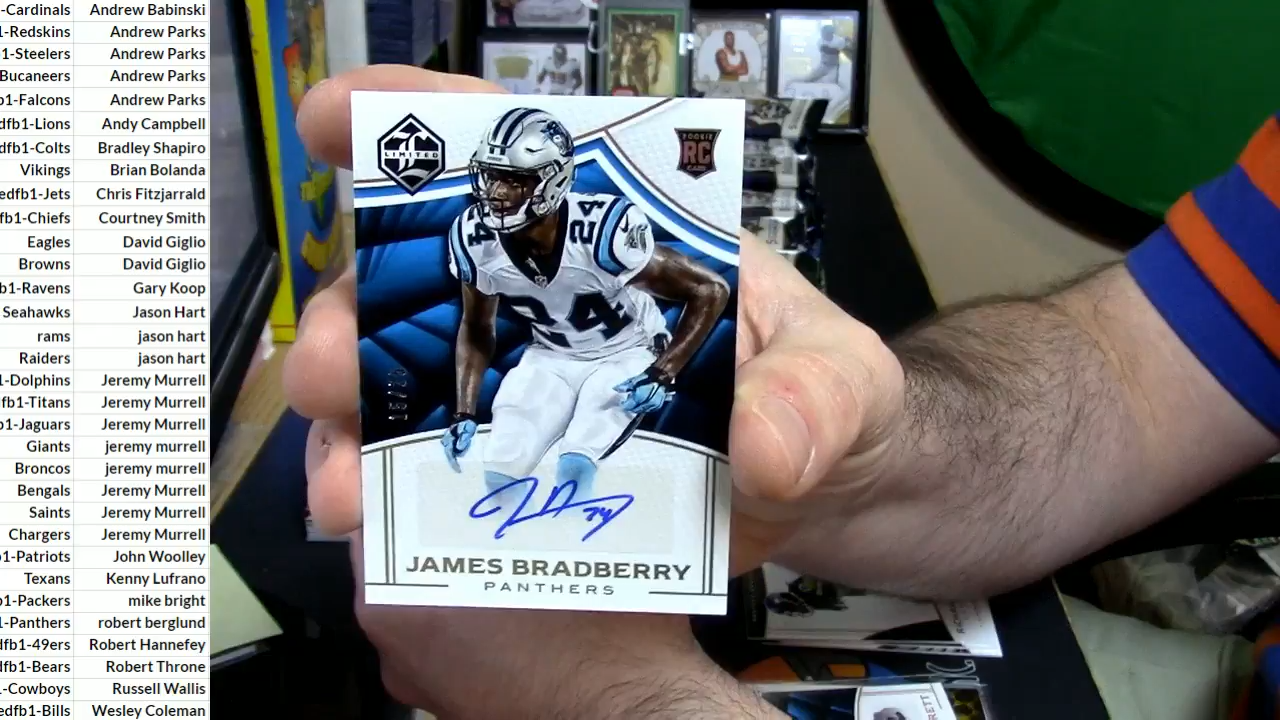 -Cardinals Andrew Babinski
1-Redskins Andrew Parks
1-Steelers Andrew Parks
Bucaneers Andrew Parks
b1-Falcons Andrew Parks
dfb1-Lions Andy Campbell
dfb1-Colts Bradley Shapiro
Vikings Brian Bolanda
edfb1-Jets Chris Fitzjarrald
fb1-Chiefs Courtney Smith
Eagles David Giglio
Browns David Giglio
b1-Ravens Gary Koop
Seahawks Jason Hart
rams jason hart
Raiders jason hart
1-Dolphins Jeremy Murrell
fb1-Titans Jeremy Murrell
b1-Jaguars Jeremy Murrell
Giants jeremy murrell
Broncos jeremy murrell
Bengals Jeremy Murrell
Saints Jeremy Murrell
Chargers Jeremy Murrell
1-Patriots John Woolley
Texans Kenny Lufrano
1-Packers mike bright
1-Panthers robert berglund
dfb1-49ers Robert Hannefey
dfb1-Bears Robert Throne
-Cowboys Russell Wallis
edfb1-Bills Wesley Coleman
LIMITED
ROOKIE
RC
CARD
24
24
24
JAMES BRADBERRY
PANTHERS